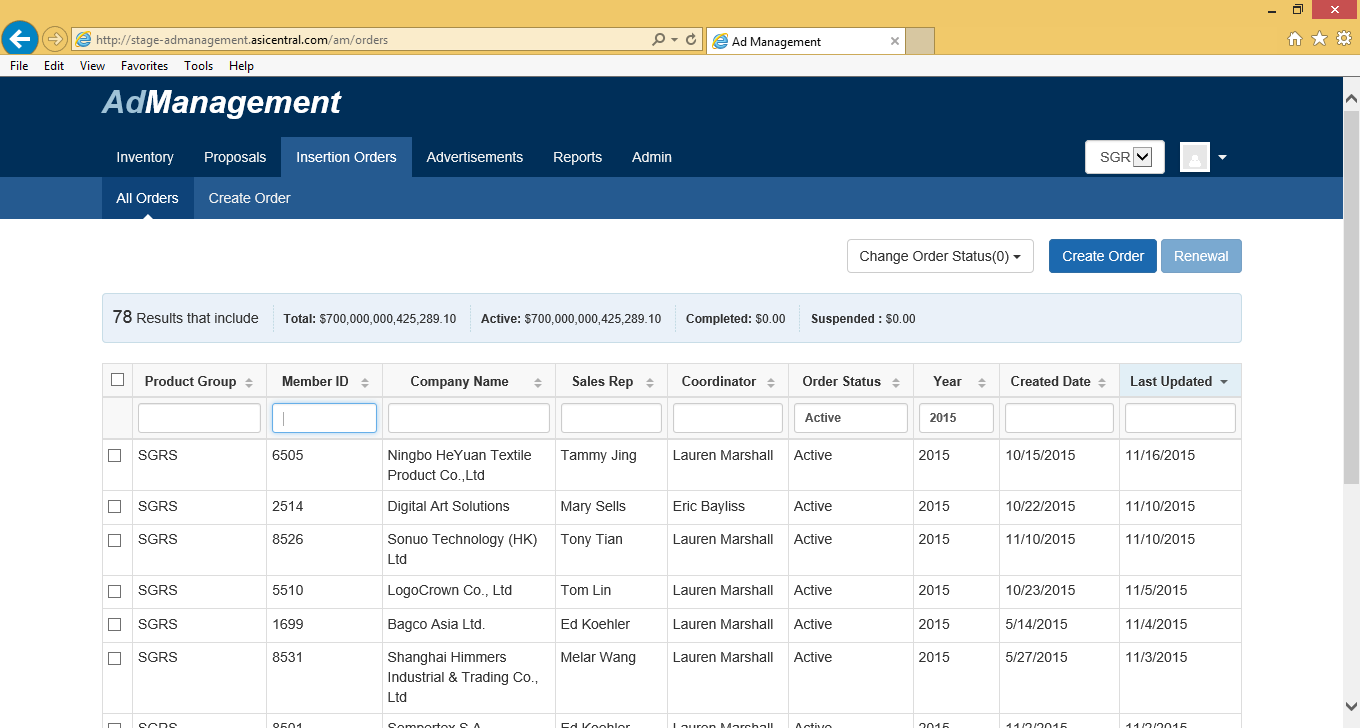 http://stage-admanagement.asicentral.com/am/orders
Ad Management
File Edit View Favorites Tools Help
AdManagement
Inventory Proposals Insertion Orders Advertisements Reports Admin SGR
All Orders Create Order
Change Order Status(0) Create Order Renewal
78 Results that include Total: $700,000,000,425,289.10 Active: $700,000,000,425,289.10 Completed: $0.00 Suspended : $0.00
Product Group Member ID Company Name Sales Rep Coordinator Order Status Year Created Date Last Updated
Active 2015
SGRS 6505 Ningbo HeYuan Textile Tammy Jing Lauren Marshall Active 2015 10/15/2015 11/16/2015
Product Co.,Ltd
SGRS 2514 Digital Art Solutions Mary Sells Eric Bayliss Active 2015 10/22/2015 11/10/2015
SGRS 8526 Sonuo Technology (HK) Tony Tian Lauren Marshall Active 2015 11/10/2015 11/10/2015
Ltd
SGRS 5510 LogoCrown Co., Ltd Tom Lin Lauren Marshall Active 2015 10/23/2015 11/5/2015
SGRS 1699 Bagco Asia Ltd. Ed Koehler Lauren Marshall Active 2015 5/14/2015 11/4/2015
SGRS 8531 Shanghai Himmers Melar Wang Lauren Marshall Active 2015 5/27/2015 11/3/2015
Industrial & Trading Co.,
Ltd
SGRS 8501 Sempertex S.A. Ed Koehler Lauren Marshall Active 2015 11/2/2015 11/2/2015